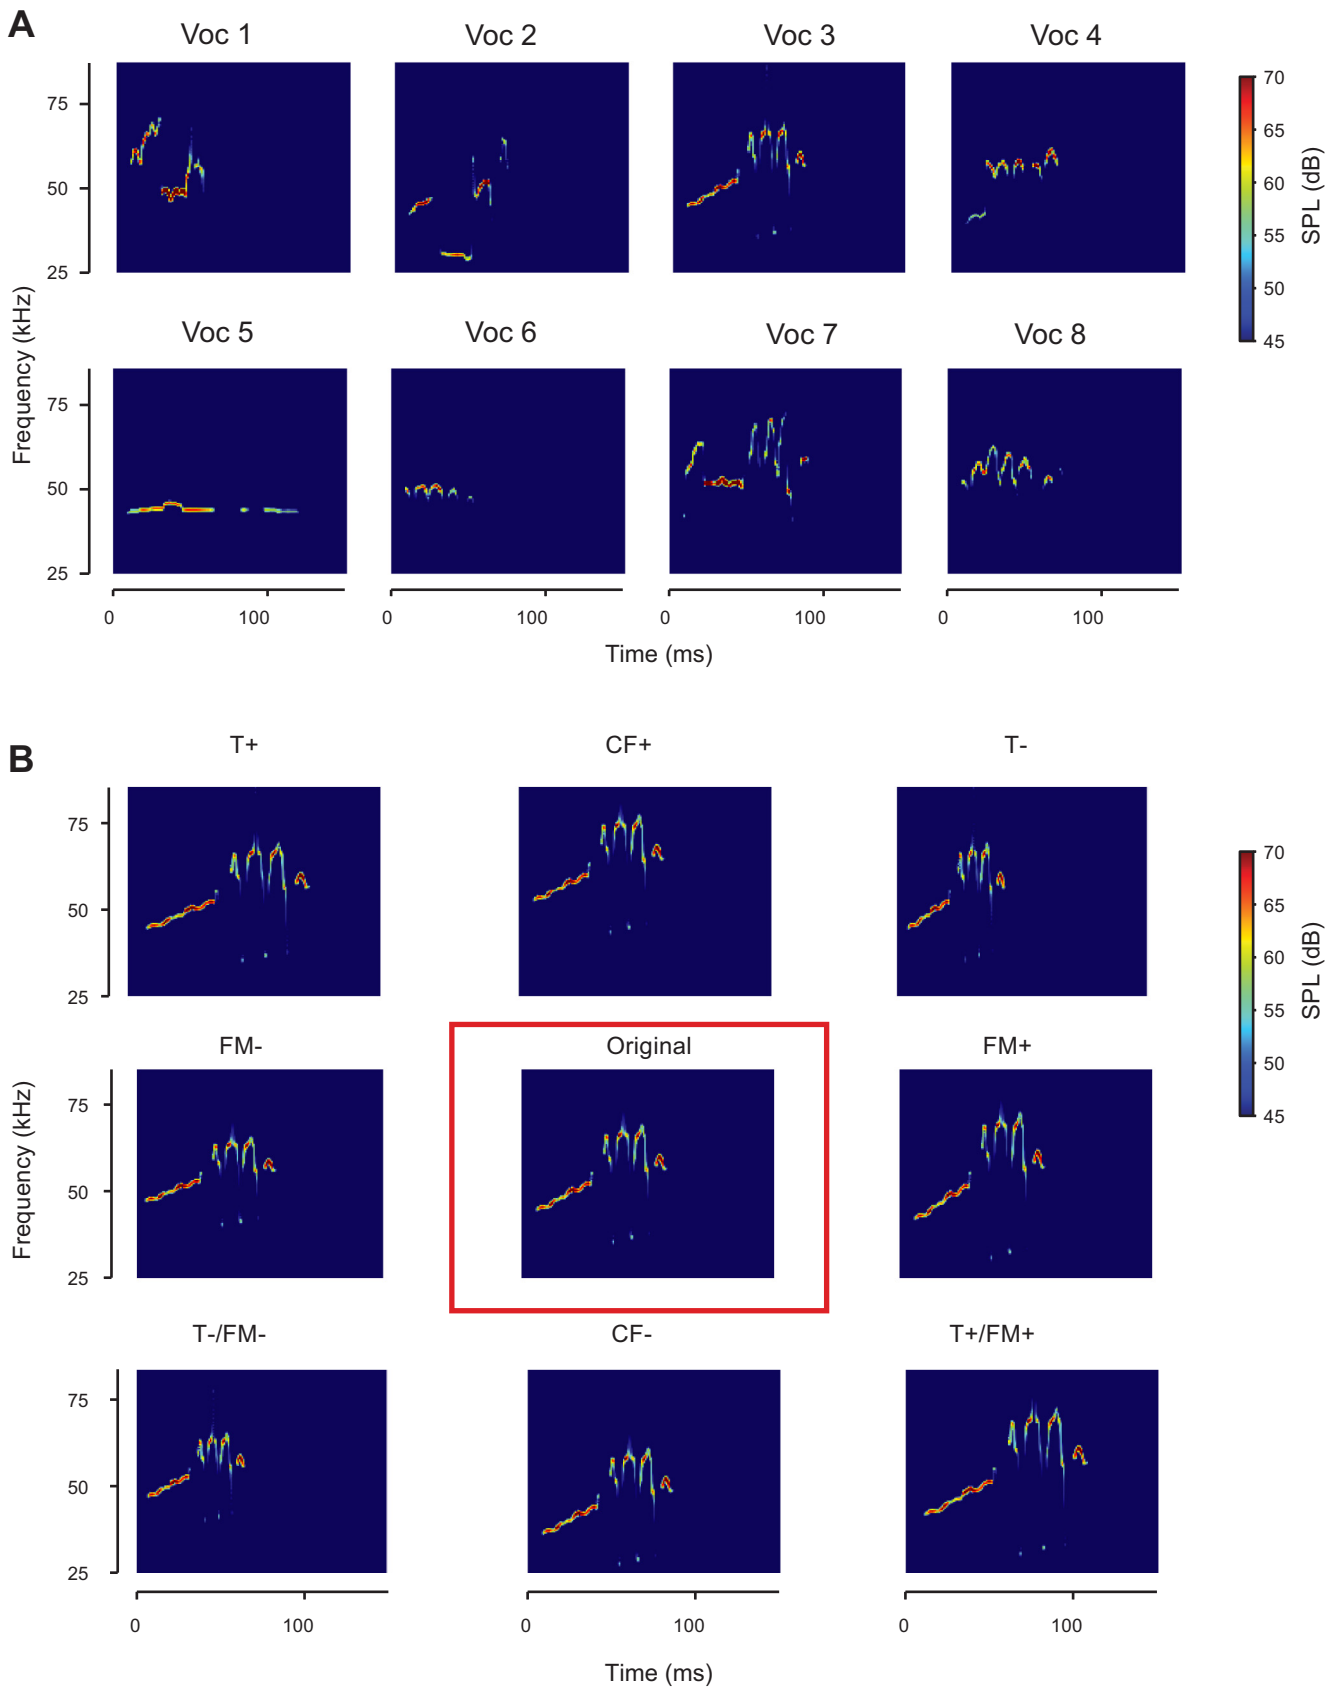 A
Voc 1
Voc 2
Voc 3
Voc 4
75
50
25
70
65
60
55
50
45
SPL (dB)
Frequency (kHz)
Voc 5
Voc 6
Voc 7
Voc 8
75
50
25
0
100
0
100
0
100
0
100
Time (ms)
B
T+
CF+
T-
75
50
25
70
65
60
55
50
45
SPL (dB)
Frequency (kHz)
FM-
Original
FM+
75
50
25
T-/FM-
CF-
T+/FM+
75
50
25
0
100
0
100
0
100
Time (ms)